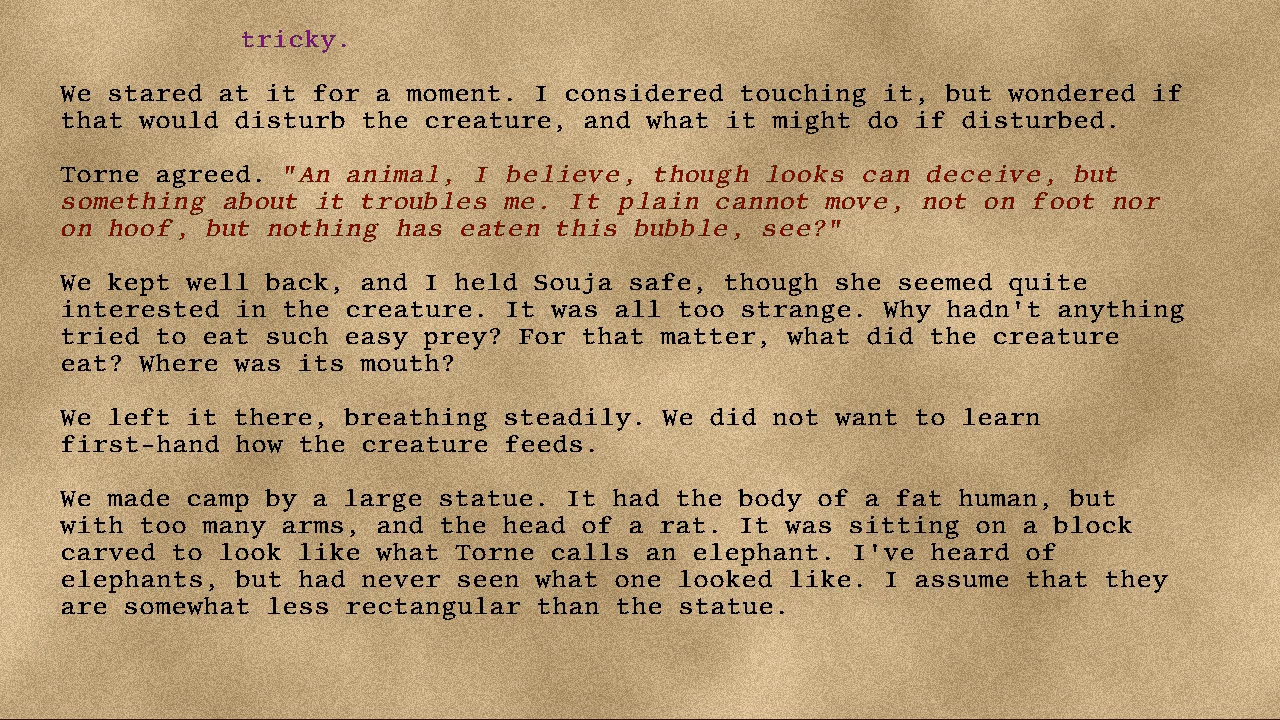 tricky.
We stared at it for a moment. I considered touching it, but wondered if
that would disturb the creature, and what it might do if disturbed.
Torne agreed. "An animal, I believe, though looks can deceive, but
something about it troubles me. It plain cannot move, not on foot nor
on hoof, but nothing has eaten this bubble, see?"
We kept well back, and I held Souja safe, though she seemed quite
interested in the creature. It was all too strange. Why hadn't anything
tried to eat such easy prey? For that matter, what did the creature
eat? Where was its mouth?
We left it there, breathing steadily. We did not want to learn
first-hand how the creature feeds.
We made camp by a large statue. It had the body of a fat human, but
with too many arms, and the head of a rat. It was sitting on a block
carved to look like what Torne calls an elephant. I've heard of
elephants, but had never seen what one looked like. I assume that they
are somewhat less rectangular than the statue.